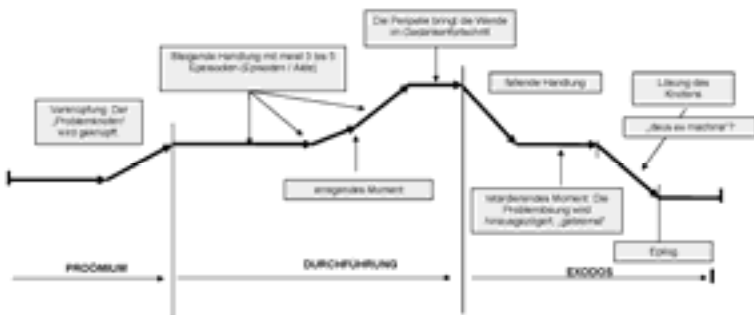 Die Peripetie bringt die Wende
im Gedankenfortschritt
Steigende Handlung mit meist 3 bis 5
Epeisodien (Episoden / Akte)
fallende Handlung
Lösung des
Knotens
Verknüpfung: Der
„Problemknoten“
wird geknüpft
„deus ex machina“?
erregendes Moment
retardierendes Moment: Die
Problemlösung wird
hinausgezögert, „gebremst“
Epilog
PROÖMIUM
DURCHFÜHRUNG
EXODOS